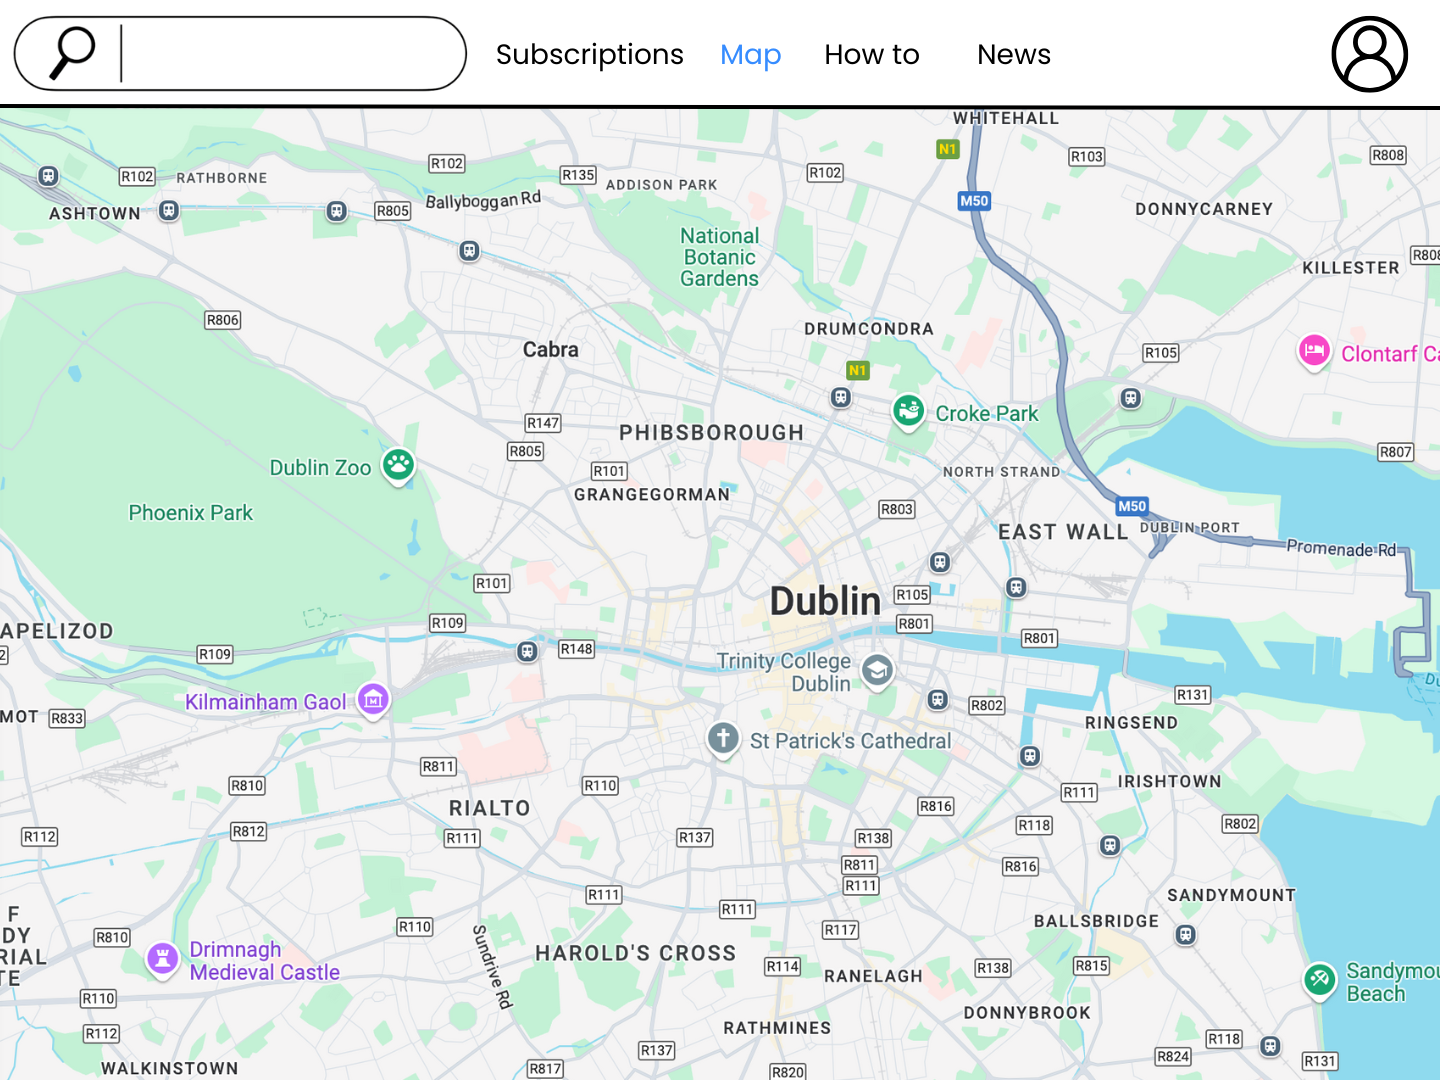 Subscriptions Map How to News
WHITEHALL
N1
R103
R808
R102
R135
R102
R102
RATHBORNE
ADDISON PARK
Ballyboggan Rd
M50
ASHTOWN
R805
DONNYCARNEY
National
Botanic
Gardens
R808
KILLESTER
R806
DRUMCONDRA
Cabra
R105
Clontarf Ca
N1
Croke Park
R147
PHIBSBOROUGH
R805
R807
Dublin Zoo
R101
NORTH STRAND
GRANGEGORMAN
Phoenix Park
R803
M50
EAST WALL
DUBLIN PORT
Promenade Rd
R101
Dublin
R105
R109
R801
R801
APELIZOD
R109
R148
2
Trinity College
Dublin
Du
Kilmainham Gaol
R131
R802
MOT
R833
RINGSEND
St Patrick's Cathedral
R811
R810
R110
IRISHTOWN
R111
RIALTO
R816
R112
R812
R111
R137
R138
R118
R802
R811
R816
R111
R111
SANDYMOUNT
R111
F
DY
RIAL
TE
R810
R110
R117
BALLSBRIDGE
Sundrive Rd
HAROLD'S CROSS
Drimnagh
Medieval Castle
R114
RANELAGH
R138
R815
Sandymou
Beach
R110
DONNYBROOK
R112
RATHMINES
R137
R118
R824
R131
WALKINSTOWN
R817
R820